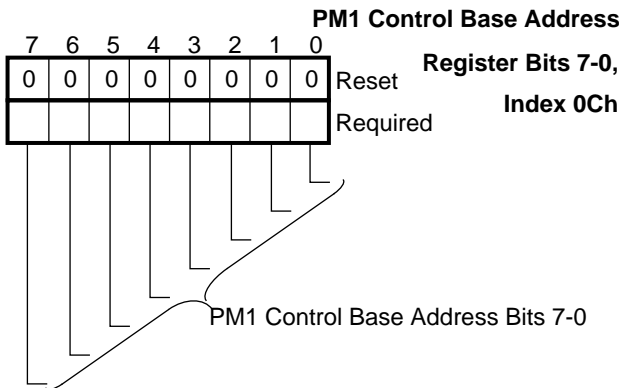 PM1 Control Base Address
Register Bits 7-0,
Index 0Ch
7 6 5 4 3 2 1 0
0 0 0 0 0 0 0 0 Reset
Required
PM1 Control Base Address Bits 7-0